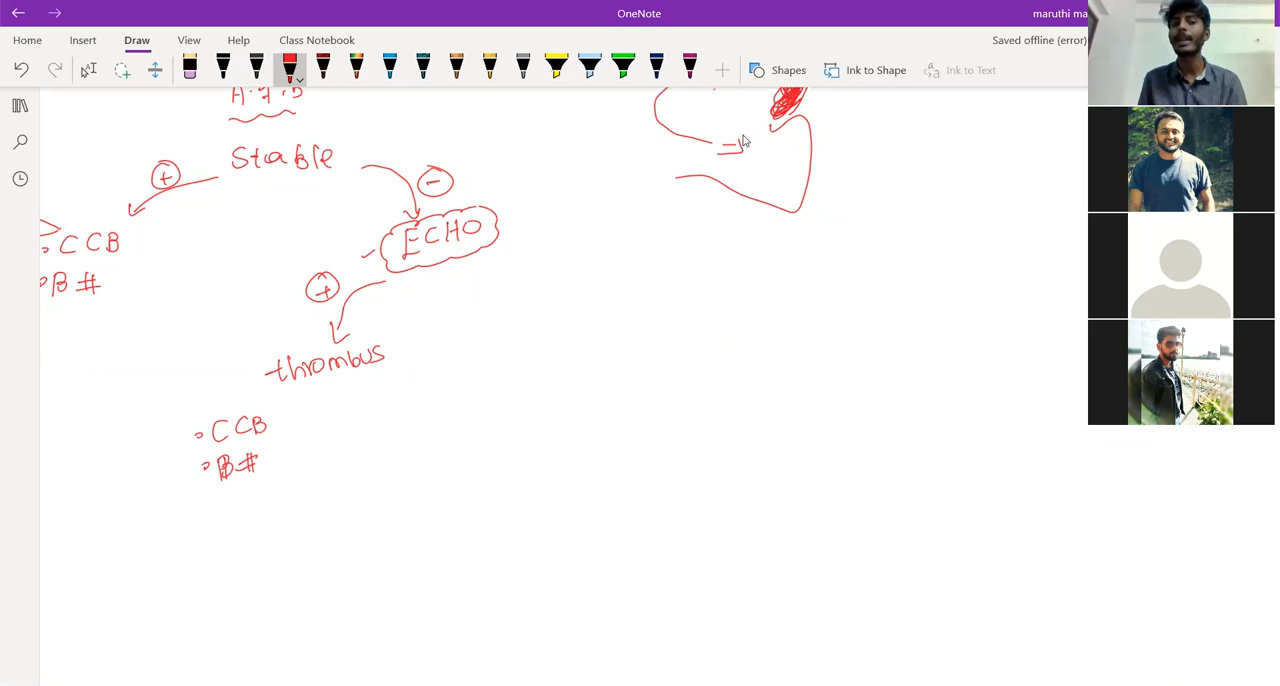 OneNote
maruthi ma
Home Insert Draw View Help Class Notebook
Saved offline (error)
Shapes Ink to Shape Ink to Text
Stable
+
-
CCB
B #
ECHO
+
thrombus
CCB
B #